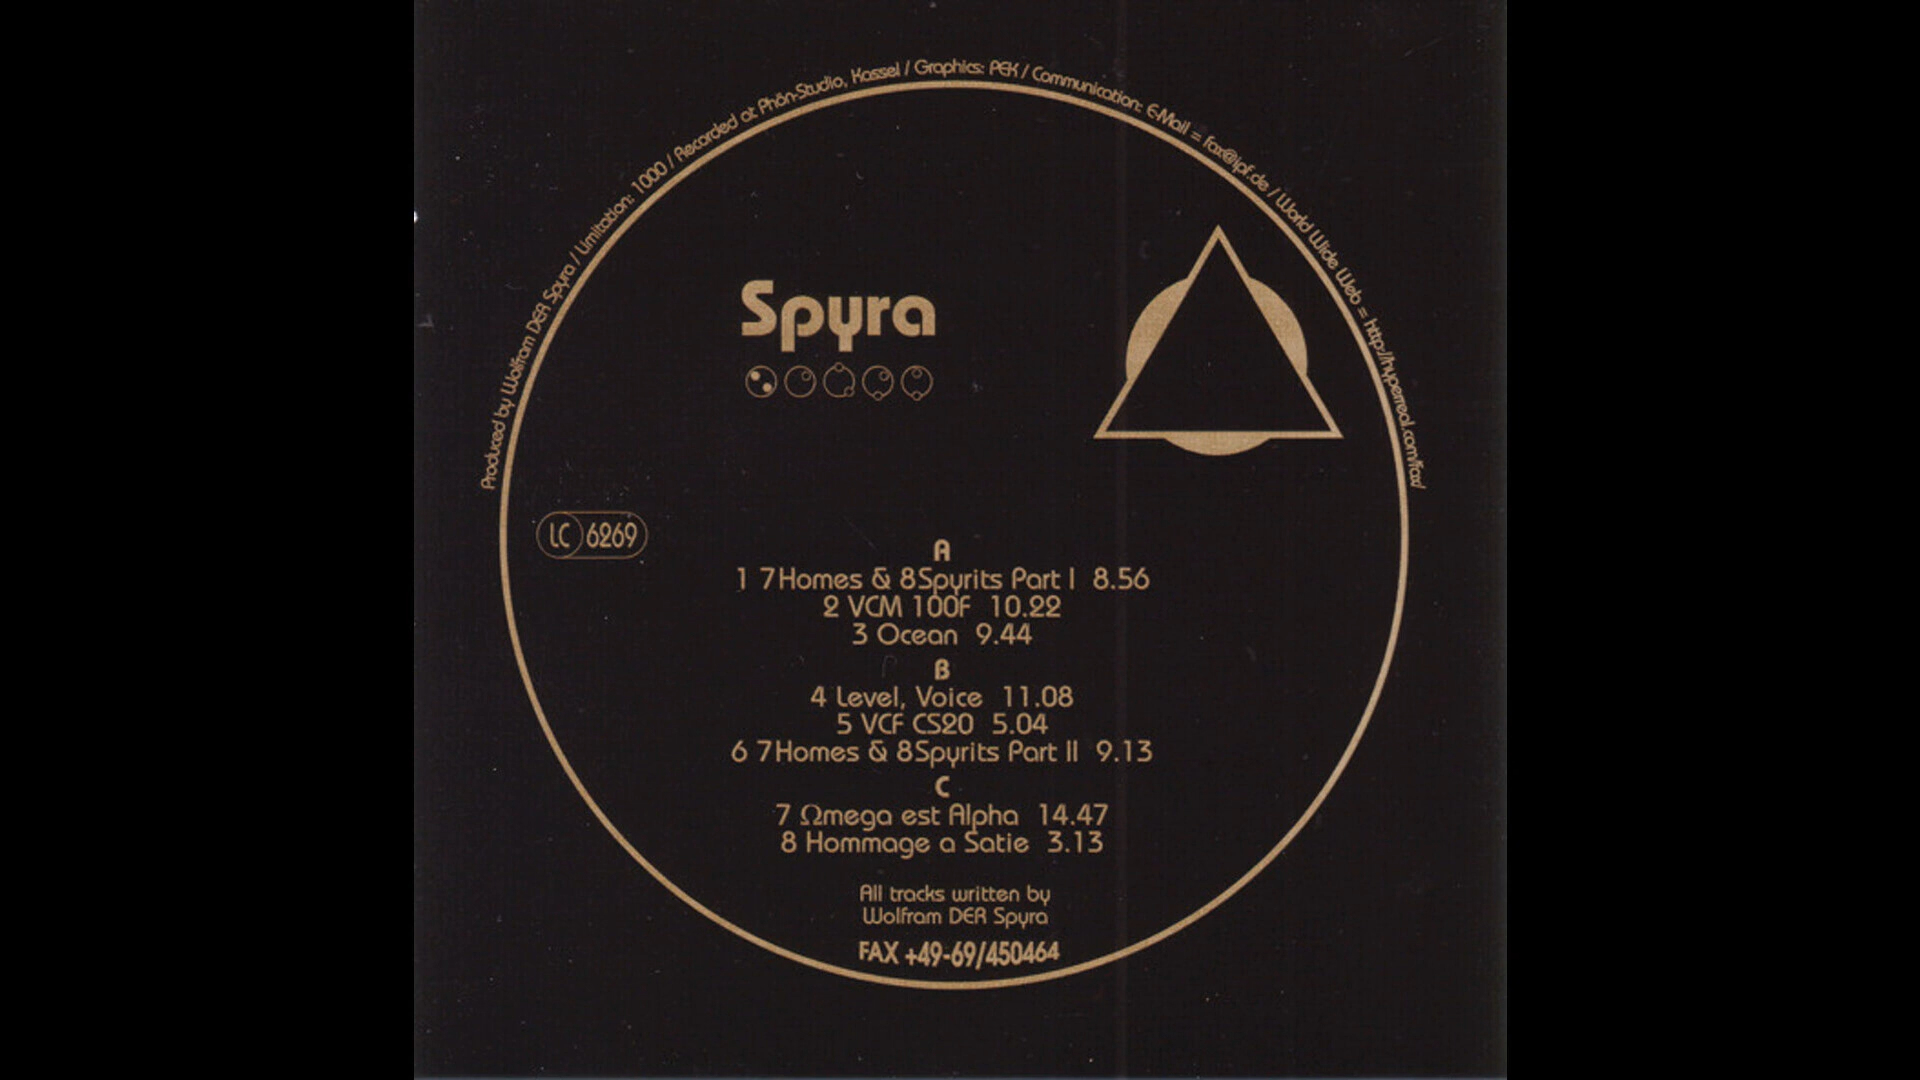 Produced by Wolfram DER Spyra / Limitation: 1000 / Recorded at Phön-Studio, Kassel / Graphics: PEK / Communication: E-Mail = fax@ipf.de / World Wide Web = http://hyperreal.com/fax/
Spyra
LC 6269
A
1 7Homes & 8Spyrits Part I 8.56
2 VCM 100F 10.22
3 Ocean 9.44
B
4 Level, Voice 11.08
5 VCF CS20 5.04
6 7Homes & 8Spyrits Part II 9.13
C
7 Ωmega est Alpha 14.47
8 Hommage a Satie 3.13
All tracks written by
Wolfram DER Spyra
FAX +49-69/450464